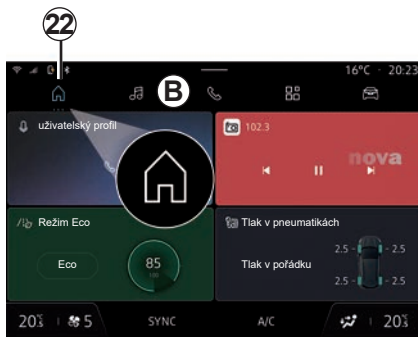 22
16°C 20:23
B
uživatelský profil
102.3
nova
Režim Eco
Eco
85
100
Tlak v pneumatikách
Tlak v pořádku
2.5 2.5
2.5 2.5
20.5 5 SYNC A/C 20.5